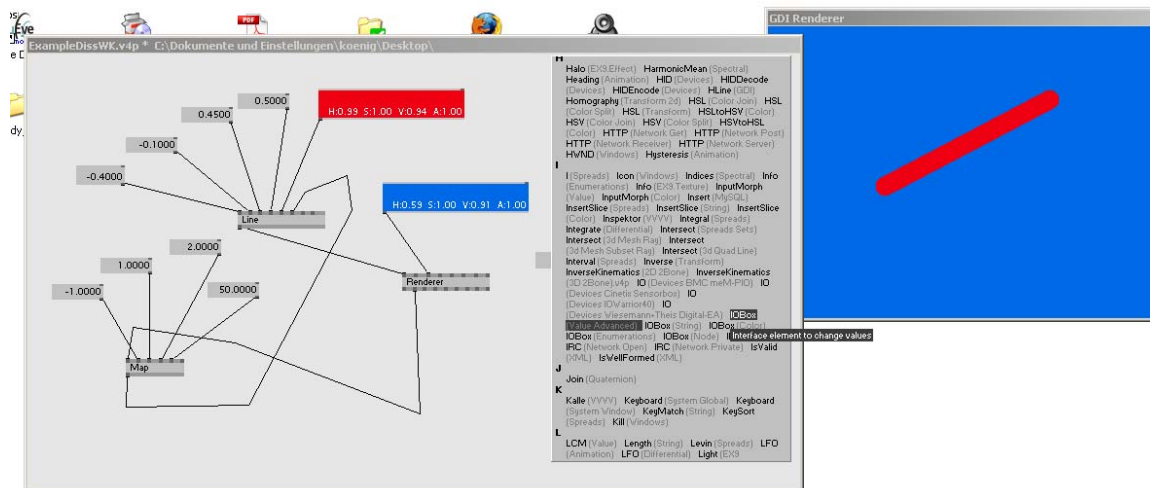 GDI Renderer
PDF
Eve
ExampleDissWK.v4p * C:\Dokumente und Einstellungen\koenig\Desktop\
0.5000
0.4500
H:0.99 S:1.00 V:0.94 A:1.00
-0.1000
-0.4000
H:0.59 S:1.00 V:0.91 A:1.00
Line
2.0000
1.0000
-1.0000
50.0000
Renderer
Map
H
Halo (EX9.Effect) HarmonicMean (Spectral)
Heading (Animation) HID (Devices) HIDDecode
(Devices) HIDEncode (Devices) HLine (GDI)
Homography (Transform 2d) HSL (Color Join) HSL
(Color Split) HSL (Transform) HSLtoHSV (Color)
HSV (Color Join) HSV (Color Split) HSVtoHSL
(Color) HTTP (Network Get) HTTP (Network Post)
HTTP (Network Receiver) HTTP (Network Server)
HWND (Windows) Hysteresis (Animation)
I
I (Spreads) Icon (Windows) Indices (Spectral) Info
(Enumerations) Info (EX9.Texture) InputMorph
(Value) InputMorph (Color) Insert (MySQL)
InsertSlice (Spreads) InsertSlice (String) InsertSlice
(Color) Inspektor (VVVV) Integral (Spreads)
Integrate (Differential) Intersect (Spreads Sets)
Intersect (3d Mesh Ray) Intersect
(3d Mesh Subset Ray) Intersect (3d Quad Line)
Interval (Spreads) Inverse (Transform)
InverseKinematics (2D 2Bone) InverseKinematics
(3D 2Bone).v4p IO (Devices BMC meM-PIO) IO
(Devices Cinetix Sensorbox) IO
(Devices IOWarrior40) IO
(Devices Wiesemann+Theis Digital-EA) IOBox
(Value Advanced) IOBox (String) IOBox (Color)
IOBox (Enumerations) IOBox (Node)
Interface element to change values
IRC (Network Open) IRC (Network Private) IsValid
(XML) IsWellFormed (XML)
J
Join (Quaternion)
K
Kalle (VVVV) Keyboard (System Global) Keyboard
(System Window) KeyMatch (String) KeySort
(Spreads) Kill (Windows)
L
LCM (Value) Length (String) Levin (Spreads) LFO
(Animation) LFO (Differential) Light (EX9